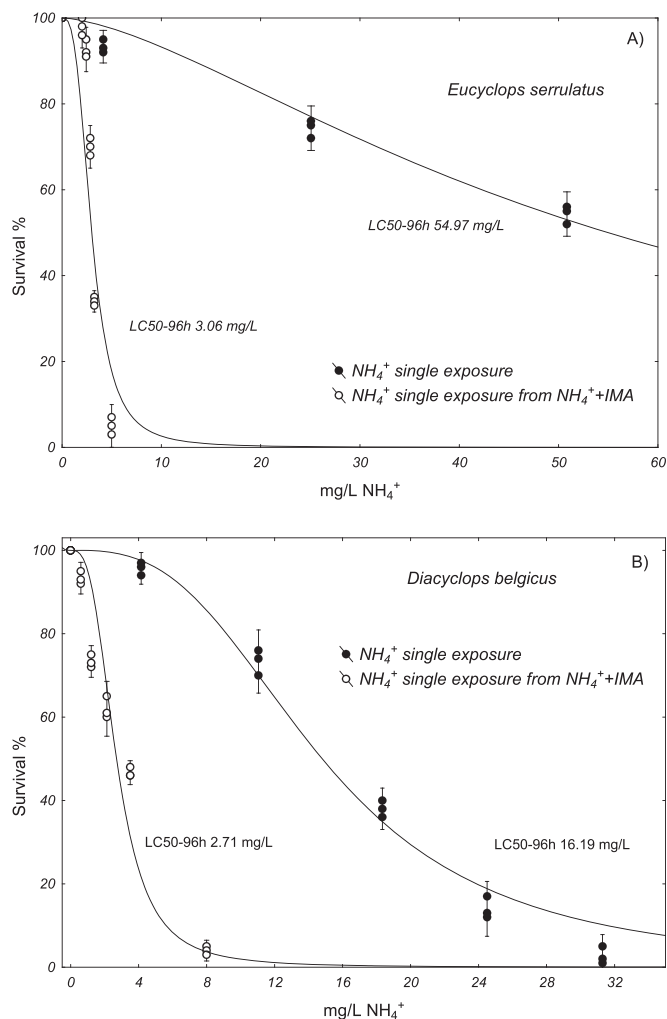 100
80
60
40
20
0
Survival %
A)
Eucyclops serrulatus
LC50-96h 54.97 mg/L
LC50-96h 3.06 mg/L
NH₄⁺ single exposure
NH₄⁺ single exposure from NH₄⁺+IMA
0 20 40 60
mg/L NH₄⁺
100
80
60
40
20
0
Survival %
B)
Diacyclops belgicus
NH₄⁺ single exposure
NH₄⁺ single exposure from NH₄⁺+IMA
LC50-96h 2.71 mg/L
LC50-96h 16.19 mg/L
0 4 8 12 16 20 24 28 32
mg/L NH₄⁺